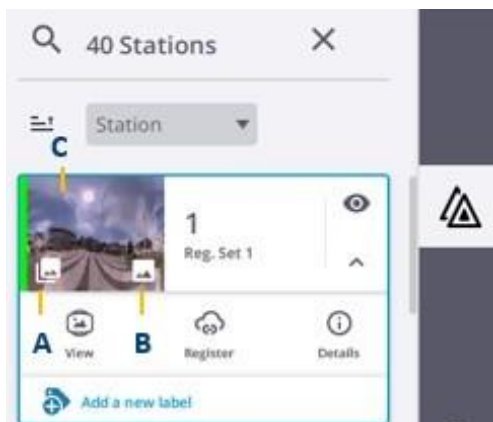 40 Stations
Station
C
1
Reg. Set 1
A
B
View
Register
Details
Add a new label